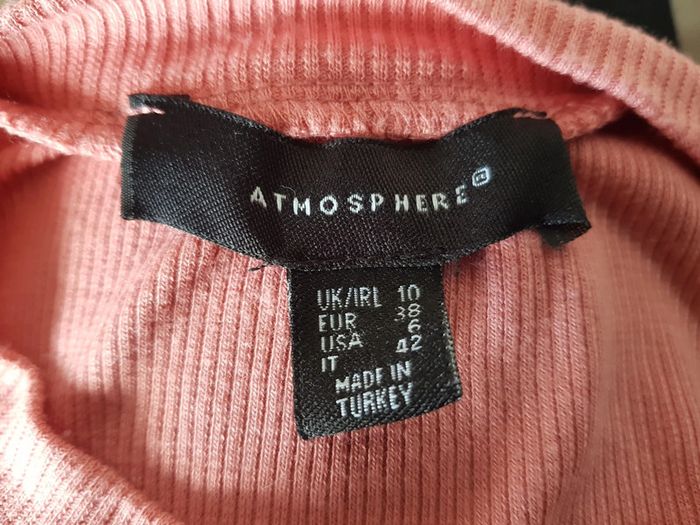 ATMOSPHERE
UK/IRL 10
EUR 38
USA 6
IT 42
MADE IN
TURKEY